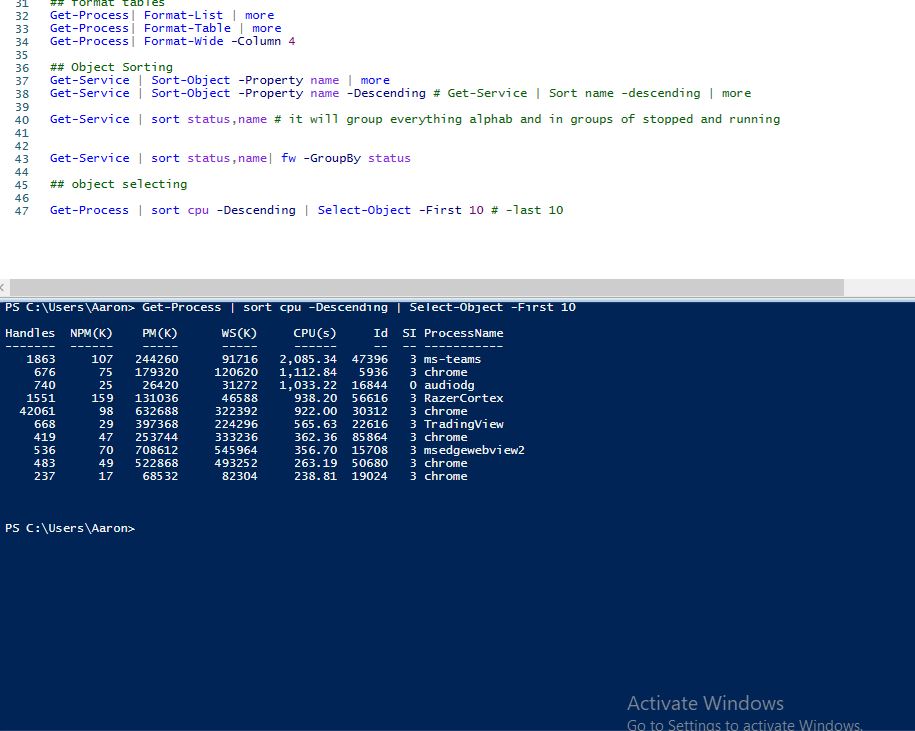 31 ## format tables
32 Get-Process| Format-List | more
33 Get-Process| Format-Table | more
34 Get-Process| Format-Wide -Column 4
35
36 ## Object Sorting
37 Get-Service | Sort-Object -Property name | more
38 Get-Service | Sort-Object -Property name -Descending # Get-Service | Sort name -descending | more
39
40 Get-Service | sort status,name # it will group everything alphab and in groups of stopped and running
41
42
43 Get-Service | sort status,name| fw -GroupBy status
44
45 ## object selecting
46
47 Get-Process | sort cpu -Descending | Select-Object -First 10 # -last 10
PS C:\Users\Aaron> Get-Process | sort cpu -Descending | Select-Object -First 10
Handles NPM(K) PM(K) WS(K) CPU(s) Id SI ProcessName
------- ------ ----- ----- ------ -- -- -----------
1863 107 244260 91716 2,085.34 47396 3 ms-teams
676 75 179320 120620 1,112.84 5936 3 chrome
740 25 26420 31272 1,033.22 16844 0 audiodg
1551 159 131036 46588 938.20 56616 3 RazerCortex
42061 98 632688 322392 922.00 30312 3 chrome
668 29 397368 224296 565.63 22616 3 TradingView
419 47 253744 333236 362.36 85864 3 chrome
536 70 708612 545964 356.70 15708 3 msedgewebview2
483 49 522868 493252 263.19 50680 3 chrome
237 17 68532 82304 238.81 19024 3 chrome
PS C:\Users\Aaron>
Activate Windows
Go to Settings to activate Windows.